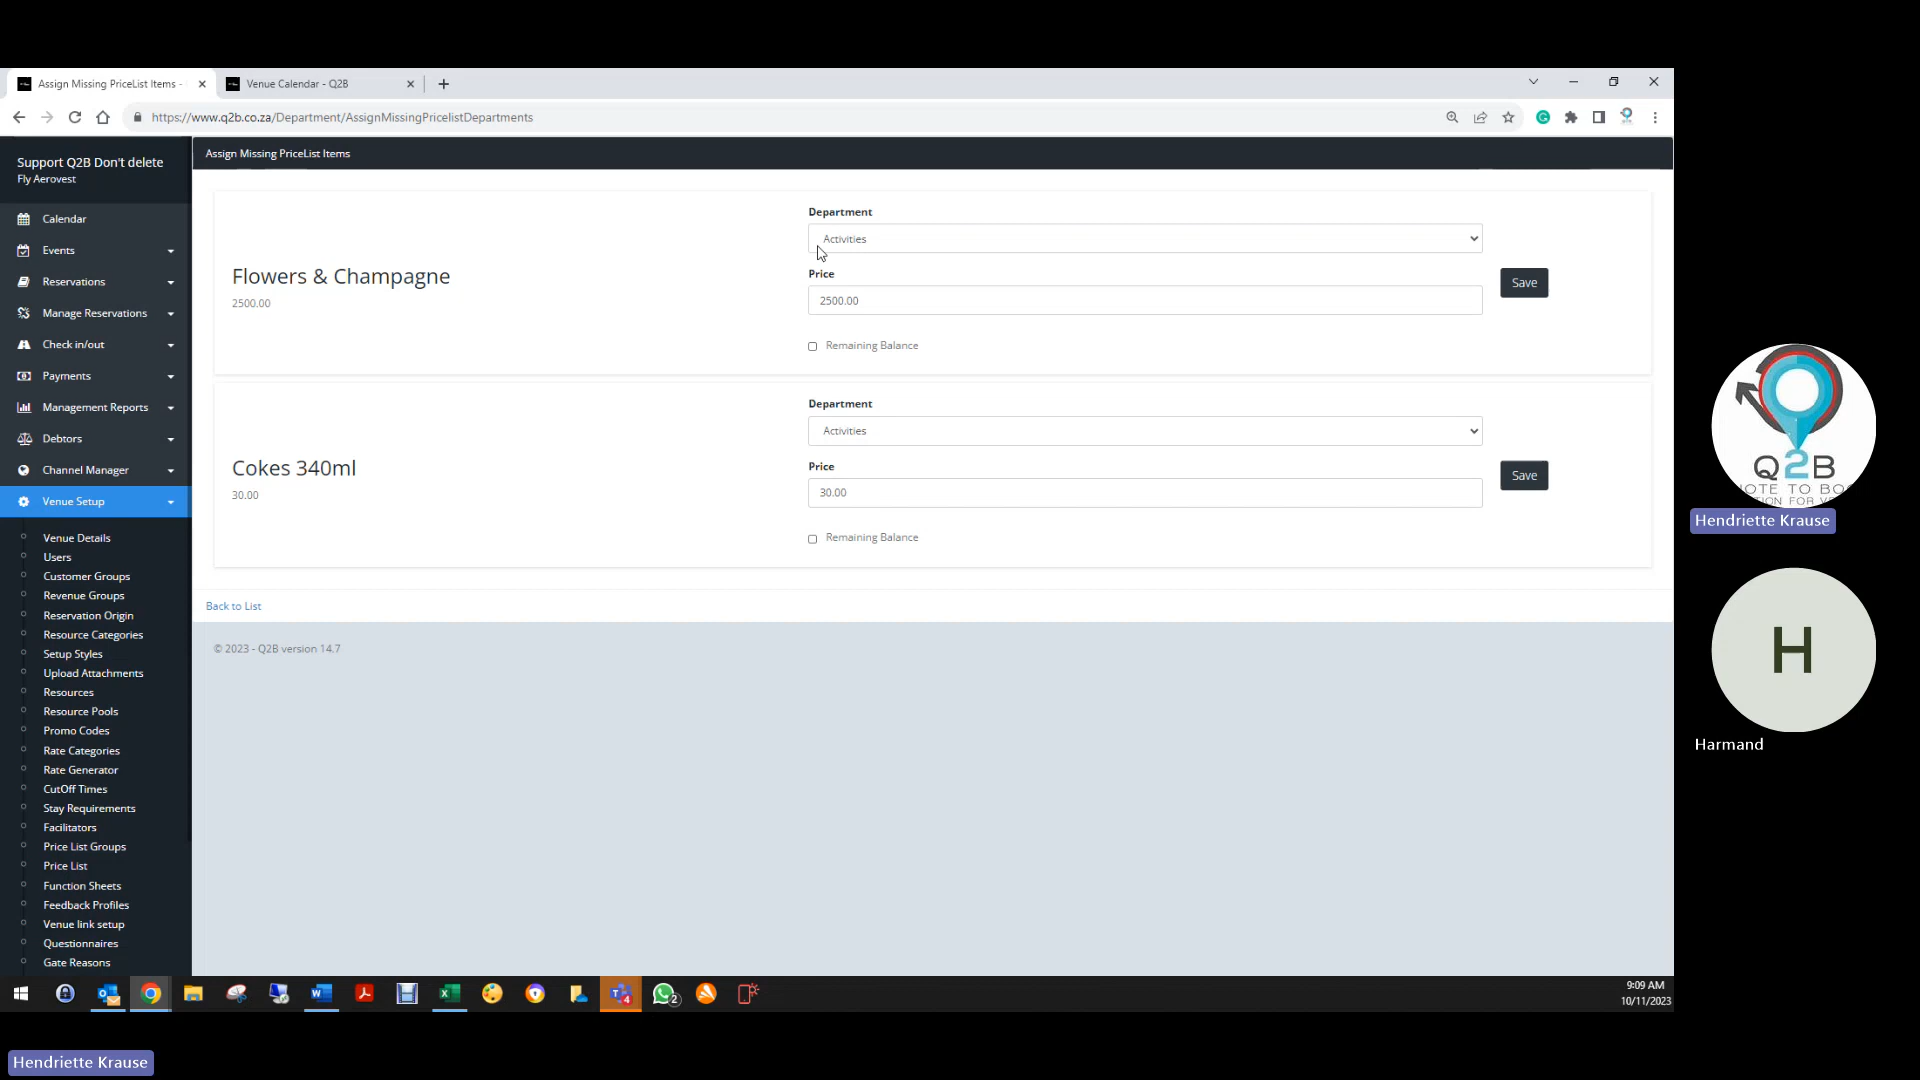 Assign Missing PriceList Items -
Venue Calendar - Q2B
https://www.q2b.co.za/Department/AssignMissingPricelistDepartments
Support Q2B Don't delete
Fly Aerovest
Calendar
Events
Reservations
Manage Reservations
Check in/out
Payments
Management Reports
Debtors
Channel Manager
Venue Setup
Venue Details
Users
Customer Groups
Revenue Groups
Reservation Origin
Resource Categories
Setup Styles
Upload Attachments
Resources
Resource Pools
Promo Codes
Rate Categories
Rate Generator
CutOff Times
Stay Requirements
Facilitators
Price List Groups
Price List
Function Sheets
Feedback Profiles
Venue link setup
Questionnaires
Gate Reasons
Assign Missing PriceList Items
Flowers & Champagne
2500.00
Department
Activities
Price
2500.00
Remaining Balance
Save
Cokes 340ml
30.00
Department
Activities
Price
30.00
Remaining Balance
Save
Back to List
© 2023 - Q2B version 14.7
9:09 AM
10/11/2023
Q2B
Hendriette Krause
H
Harmand
Hendriette Krause